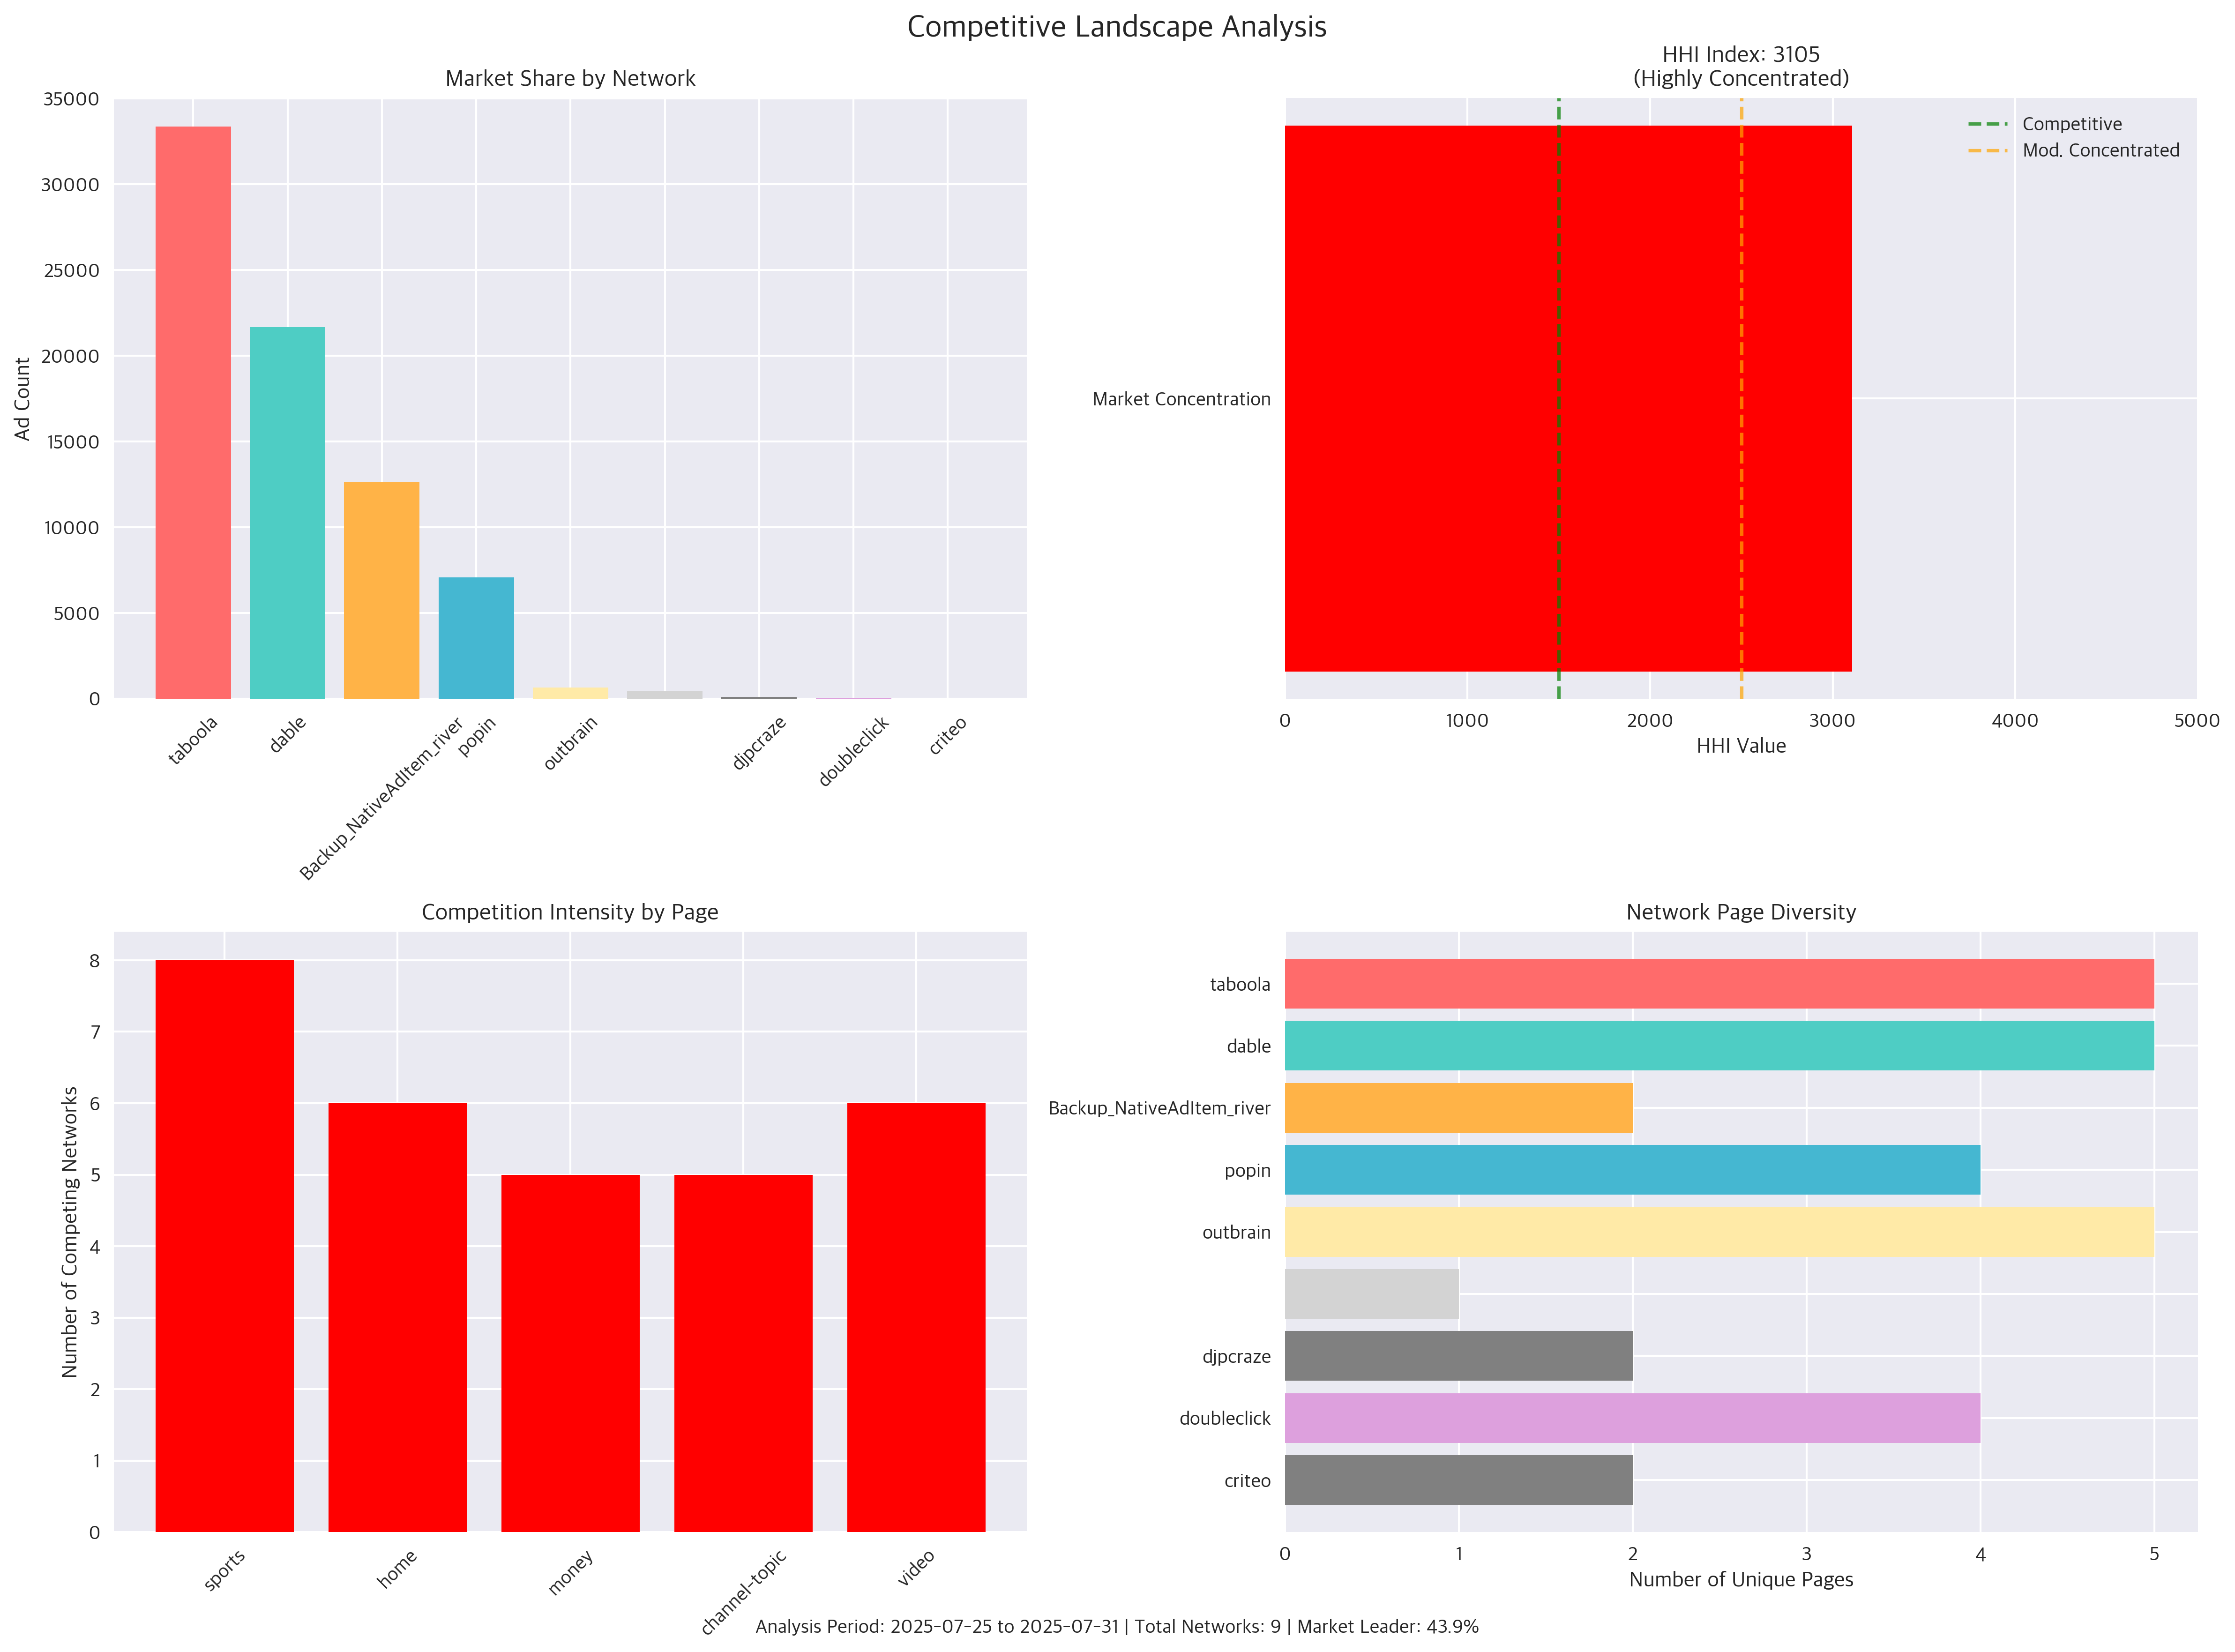 Competitive Landscape Analysis
Market Share by Network
35000
30000
25000
20000
15000
10000
5000
0
Ad Count
taboola
dable
Backup_NativeAdItem_river
popin
outbrain
djpcraze
doubleclick
criteo
HHI Index: 3105
(Highly Concentrated)
Competitive
Mod. Concentrated
Market Concentration
0
1000
2000
3000
4000
5000
HHI Value
Competition Intensity by Page
8
7
6
5
4
3
2
1
0
Number of Competing Networks
sports
home
money
channel-topic
video
Network Page Diversity
taboola
dable
Backup_NativeAdItem_river
popin
outbrain
djpcraze
doubleclick
criteo
0
1
2
3
4
5
Number of Unique Pages
Analysis Period: 2025-07-25 to 2025-07-31 | Total Networks: 9 | Market Leader: 43.9%